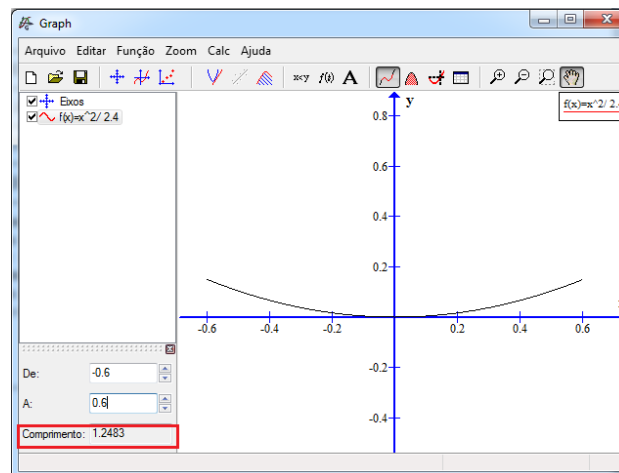 Graph
Arquivo Editar Função Zoom Calc Ajuda
x<y f(x) A
Eixos
f(x)=x^2/ 2.4
y
f(x)=x^2/ 2.
0.8
0.6
0.4
0.2
-0.6 -0.4 -0.2 0.2 0.4 0.6
-0.2
-0.4
De: -0.6
A: 0.6
Comprimento: 1.2483